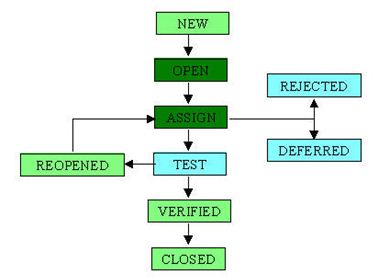 NEW
OPEN
REJECTED
ASSIGN
DEFERRED
REOPENED
TEST
VERIFIED
CLOSED